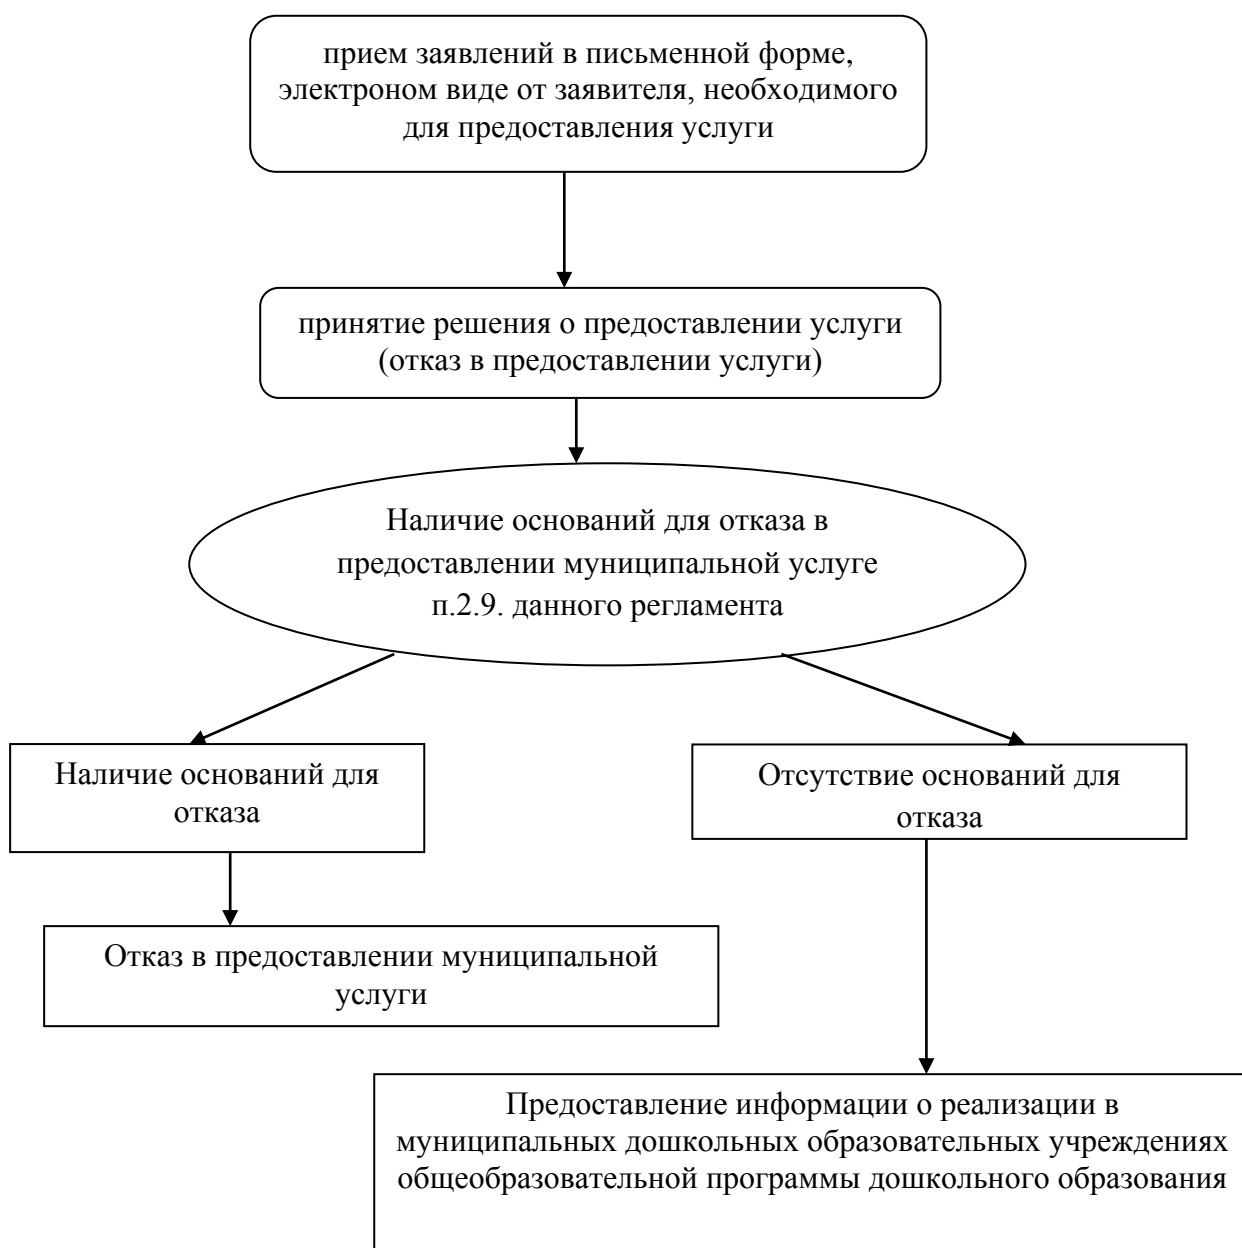 прием заявлений в письменной форме,
электроном виде от заявителя, необходимого
для предоставления услуги
принятие решения о предоставлении услуги
(отказ в предоставлении услуги)
Наличие оснований для отказа в
предоставлении муниципальной услуге
п.2.9. данного регламента
Наличие оснований для
отказа
Отсутствие оснований для
отказа
Отказ в предоставлении муниципальной
услуги
Предоставление информации о реализации в
муниципальных дошкольных образовательных учреждениях
общеобразовательной программы дошкольного образования